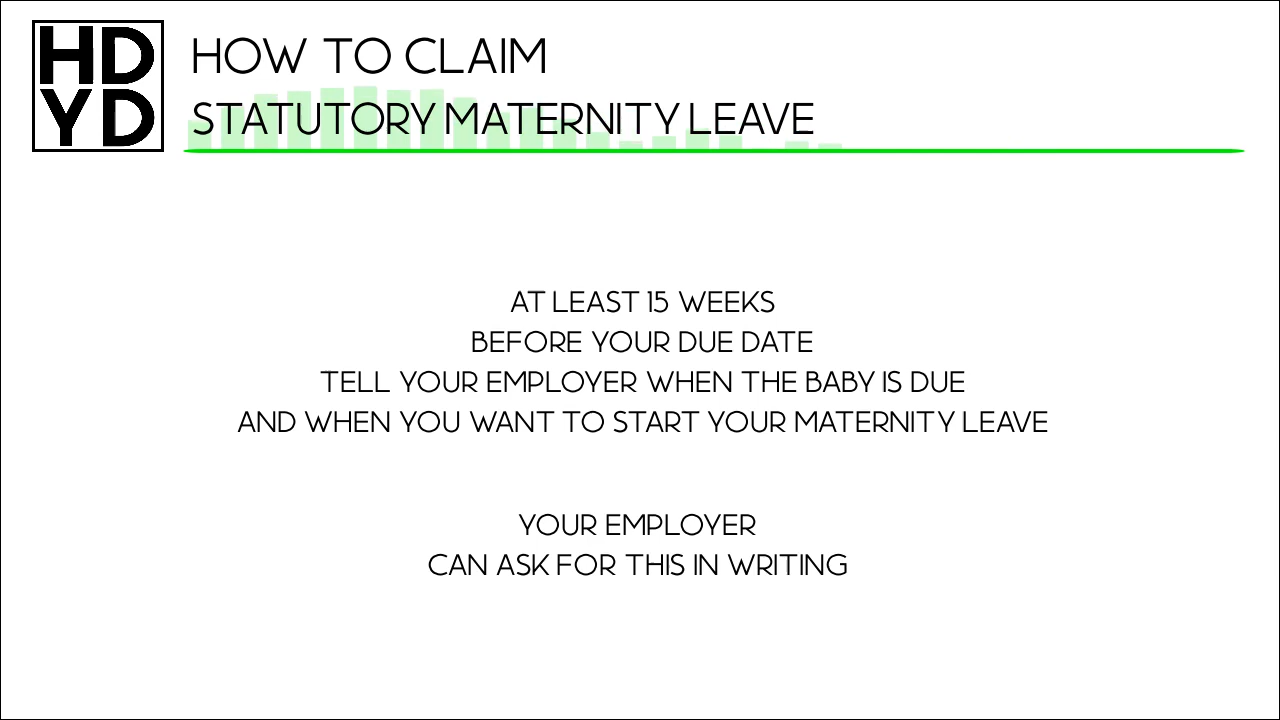 HD
YD
HOW TO CLAIM
STATUTORY MATERNITY LEAVE
AT LEAST 15 WEEKS
BEFORE YOUR DUE DATE
TELL YOUR EMPLOYER WHEN THE BABY IS DUE
AND WHEN YOU WANT TO START YOUR MATERNITY LEAVE
YOUR EMPLOYER
CAN ASK FOR THIS IN WRITING